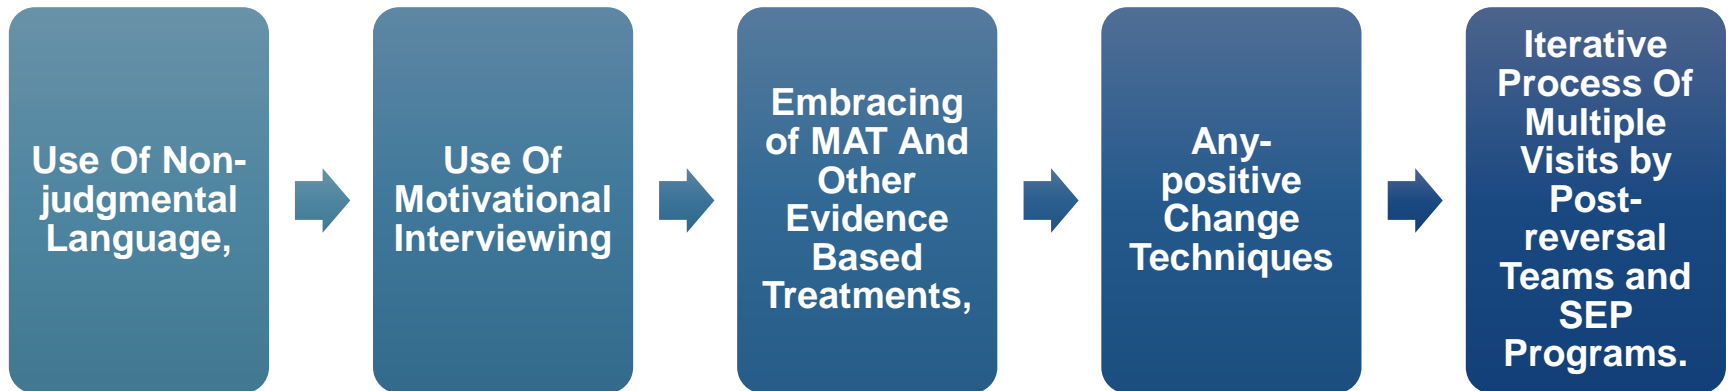 Use Of Non-
judgmental
Language,
Use Of
Motivational
Interviewing
Embracing
of MAT And
Other
Evidence
Based
Treatments,
Any-
positive
Change
Techniques
Iterative
Process Of
Multiple
Visits by
Post-
reversal
Teams and
SEP
Programs.